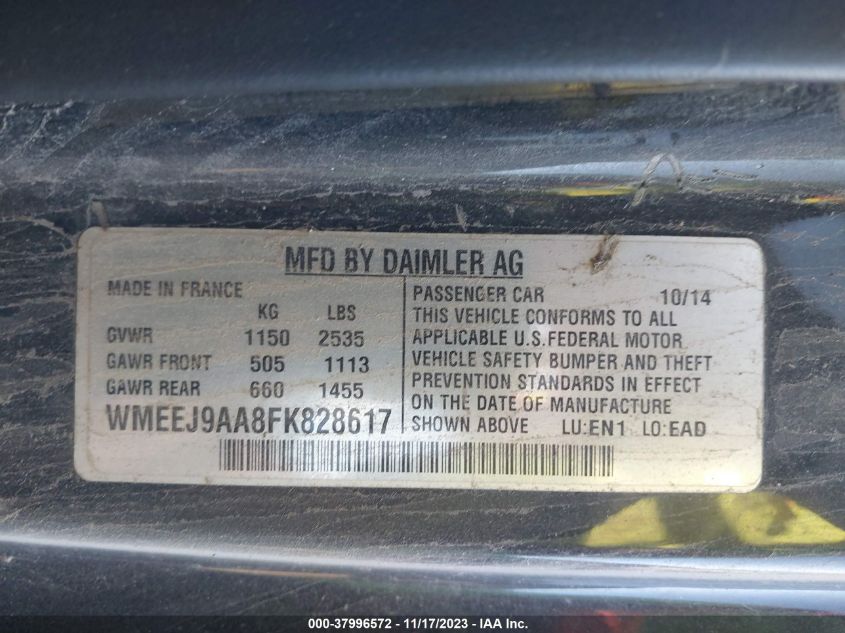 MFD BY DAIMLER AG
MADE IN FRANCE
KG LBS
GVWR 1150 2535
GAWR FRONT 505 1113
GAWR REAR 660 1455
WMEEJ9AA8FK828617
PASSENGER CAR 10/14
THIS VEHICLE CONFORMS TO ALL
APPLICABLE U.S.FEDERAL MOTOR
VEHICLE SAFETY BUMPER AND THEFT
PREVENTION STANDARDS IN EFFECT
ON THE DATE OF MANUFACTURE
SHOWN ABOVE LU:EN1 LO:EAD
000-37996572 — 11/17/2023 — IAA Inc.